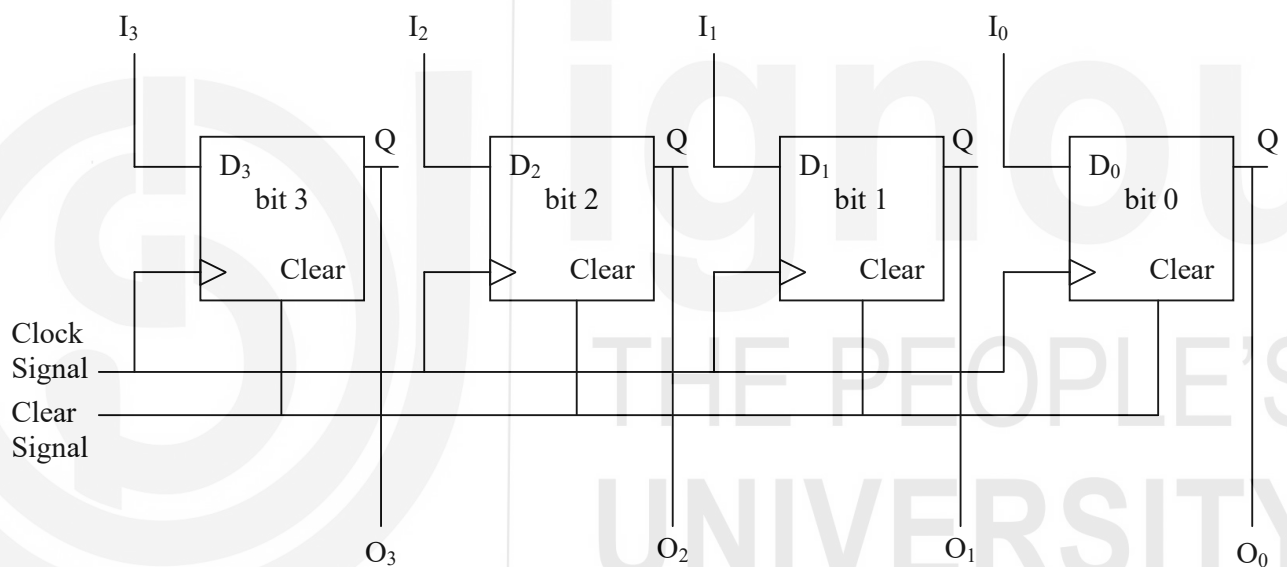 I₃ I₂ I₁ I₀
Q Q Q Q
D₃ D₂ D₁ D₀
bit 3 bit 2 bit 1 bit 0
Clear Clear Clear Clear
Clock
Signal
Clear
Signal
O₃ O₂ O₁ O₀
ignou
THE PEOPLE'S
UNIVERSITY